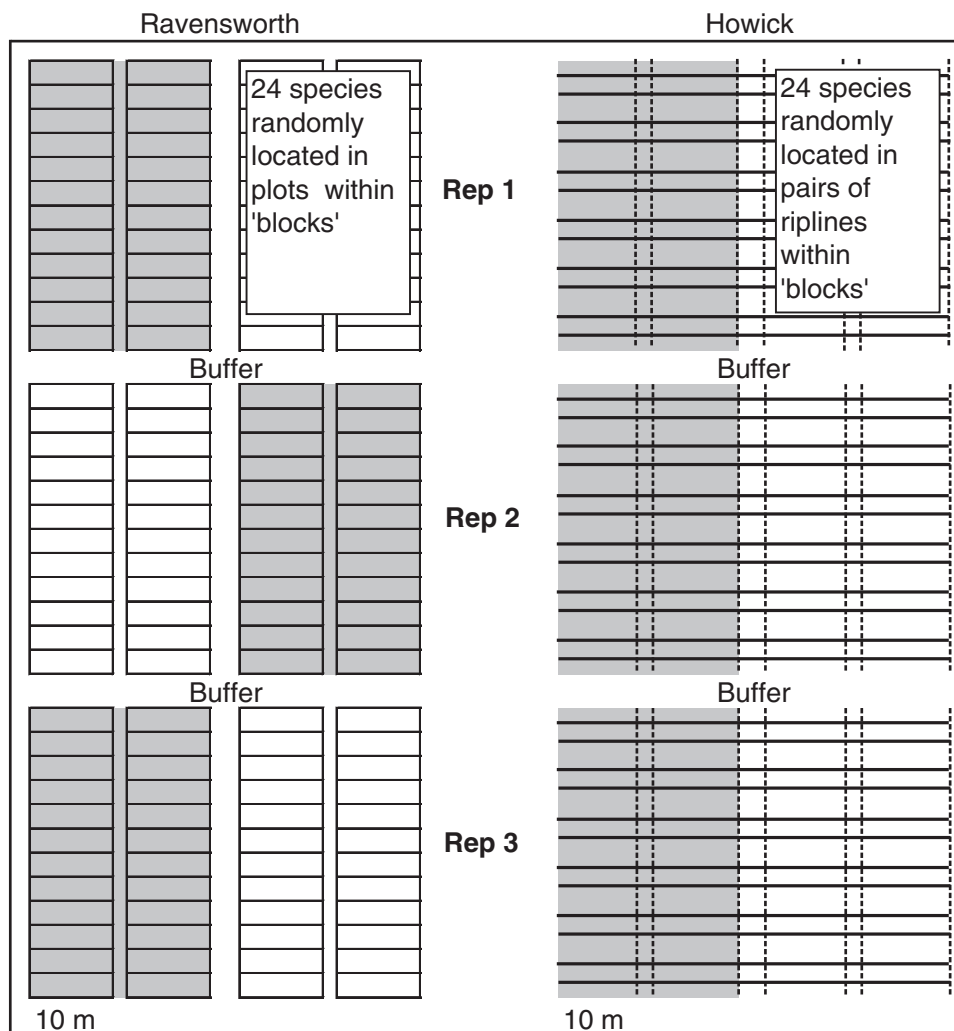 Ravensworth
Howick
24 species
randomly
located in
plots within
'blocks'
Rep 1
24 species
randomly
located in
pairs of
riplines
within
'blocks'
Buffer
Buffer
Rep 2
Buffer
Buffer
Rep 3
10 m
10 m